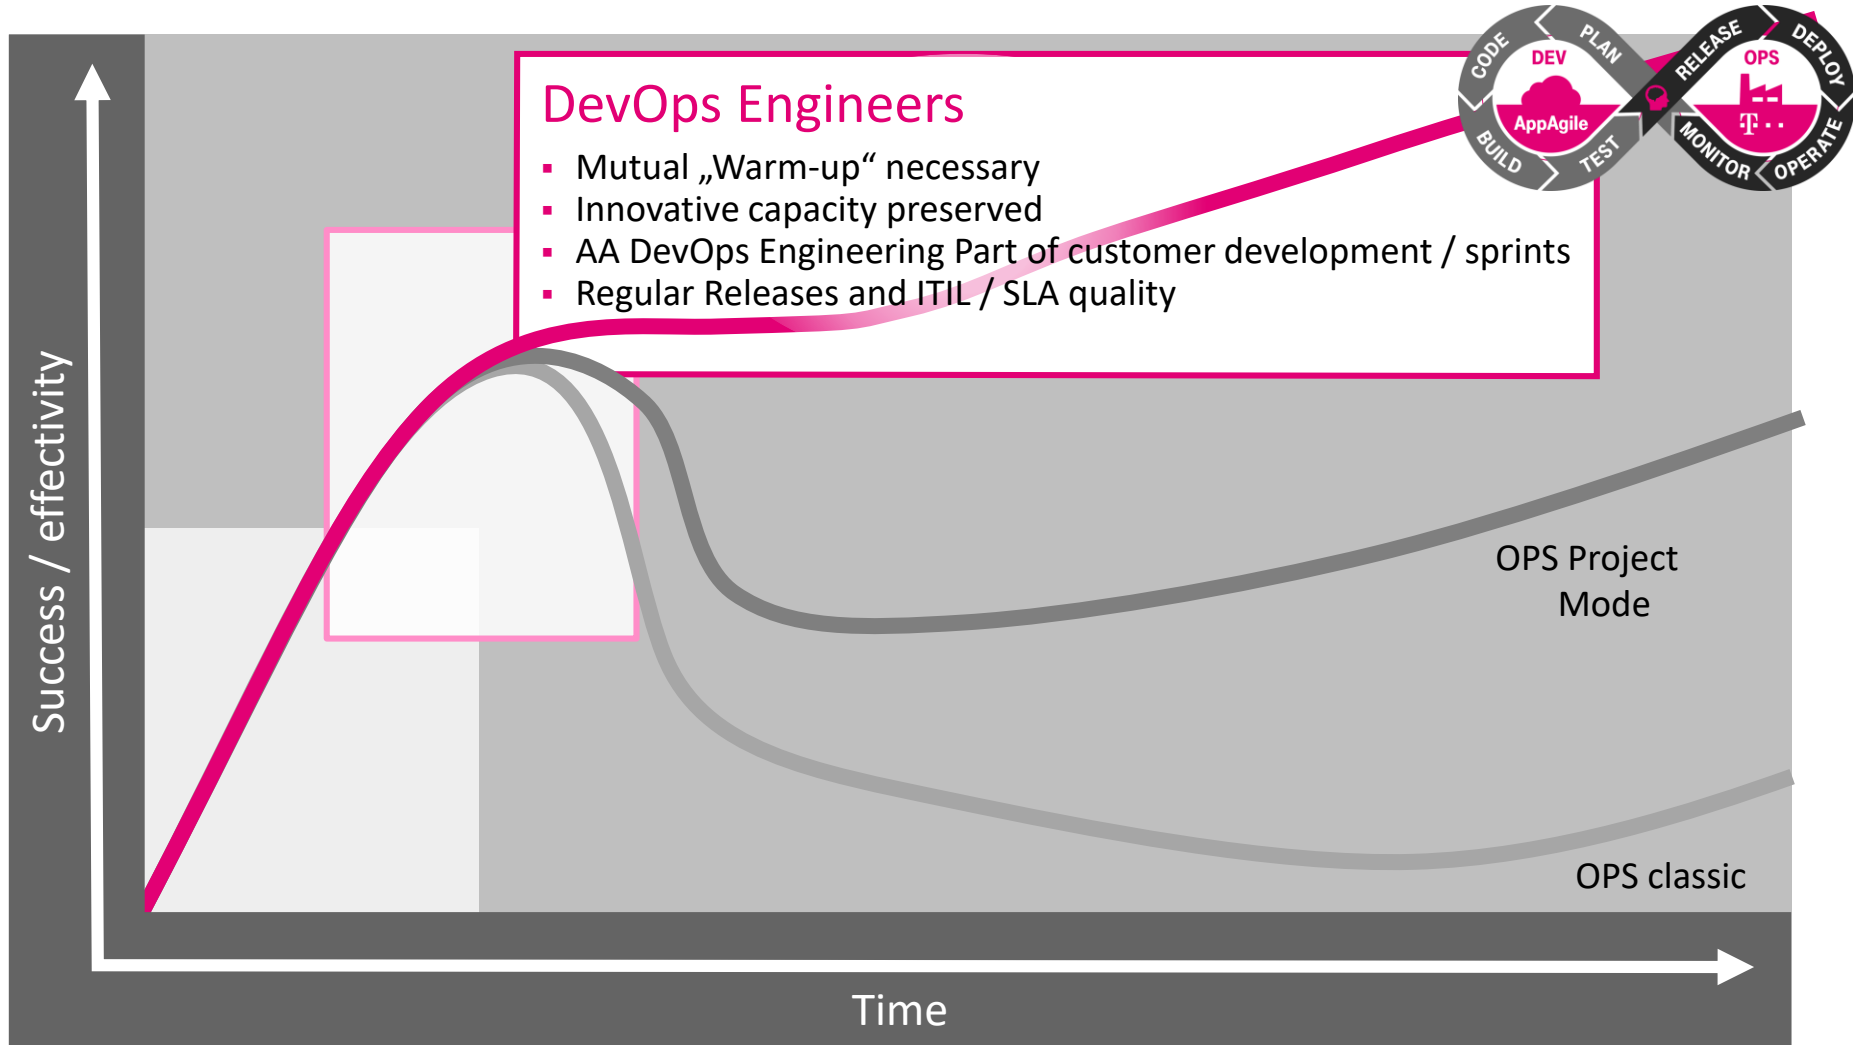 DevOps Engineers
▪ Mutual „Warm-up“ necessary
▪ Innovative capacity preserved
▪ AA DevOps Engineering Part of customer development / sprints
▪ Regular Releases and ITIL / SLA quality
CODE
PLAN
BUILD
TEST
DEV
AppAgile
RELEASE
DEPLOY
OPERATE
MONITOR
OPS
T··
Success / effectivity
OPS Project
Mode
OPS classic
Time